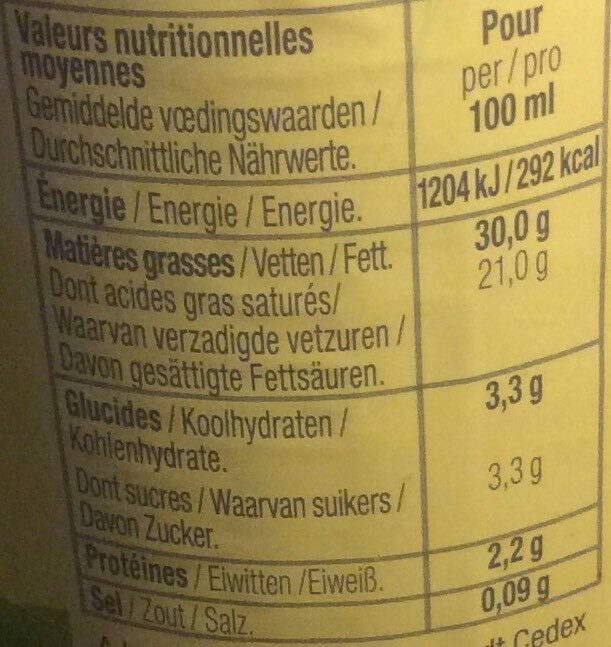 Valeurs nutritionnelles
moyennes
Gemiddelde vœdingswaarden /
Durchschnittliche Nährwerte.
Pour
per / pro
100 ml
Énergie / Energie / Energie.
1204 kJ / 292 kcal
Matières grasses / Vetten / Fett.
30,0 g
Dont acides gras saturés/
21,0 g
Waarvan verzadigde vetzuren /
Davon gesättigte Fettsäuren.
Glucides / Koolhydraten /
3,3 g
Kohlenhydrate.
Dont sucres / Waarvan suikers /
3,3 g
Davon Zucker.
Protéines / Eiwitten /Eiweiß.
2,2 g
Sel / Zout / Salz.
0,09 g
Cedex